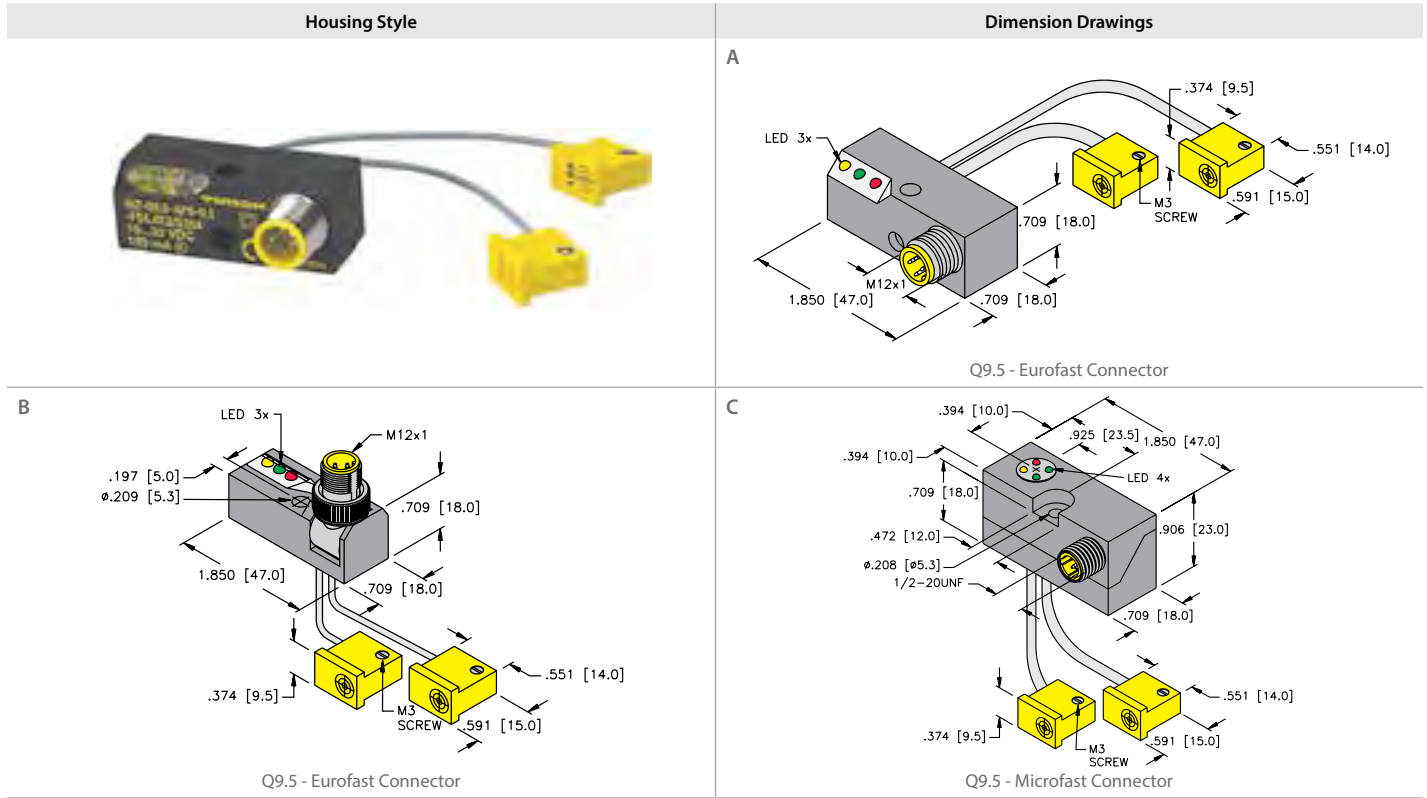 Housing Style
Dimension Drawings
A
LED 3x
.374 [9.5]
.551 [14.0]
.591 [15.0]
M3
SCREW
.709 [18.0]
M12x1
1.850 [47.0]
.709 [18.0]
Q9.5 - Eurofast Connector
B
LED 3x
M12x1
.197 [5.0]
ø.209 [5.3]
.709 [18.0]
1.850 [47.0]
.709 [18.0]
.551 [14.0]
.374 [9.5]
M3
SCREW
.591 [15.0]
Q9.5 - Eurofast Connector
C
.394 [10.0]
.925 [23.5]
1.850 [47.0]
.394 [10.0]
LED 4x
.709 [18.0]
.906 [23.0]
.472 [12.0]
ø.208 [ø5.3]
1/2-20UNF
.709 [18.0]
.551 [14.0]
.374 [9.5]
.591 [15.0]
M3
SCREW
Q9.5 - Microfast Connector